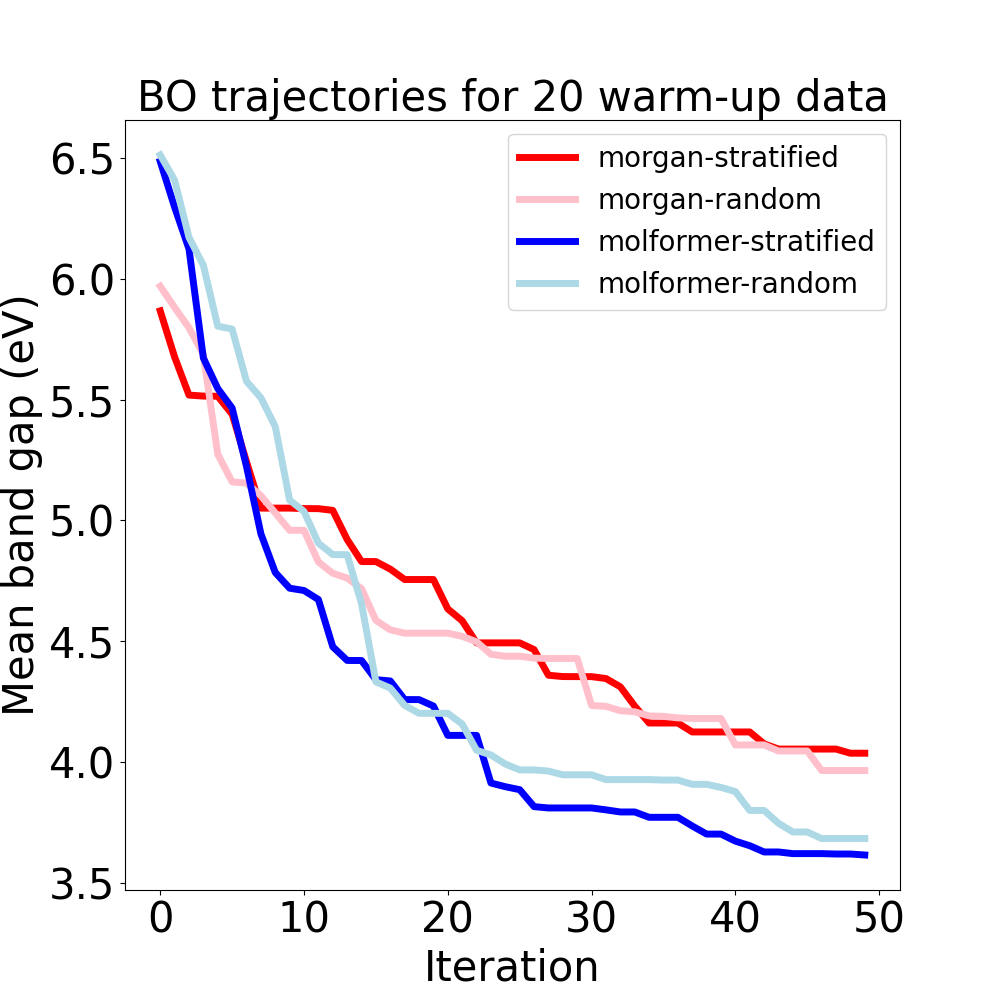 BO trajectories for 20 warm-up data
morgan-stratified
morgan-random
molformer-stratified
molformer-random
Mean band gap (eV)
6.5
6.0
5.5
5.0
4.5
4.0
3.5
0 10 20 30 40 50
Iteration